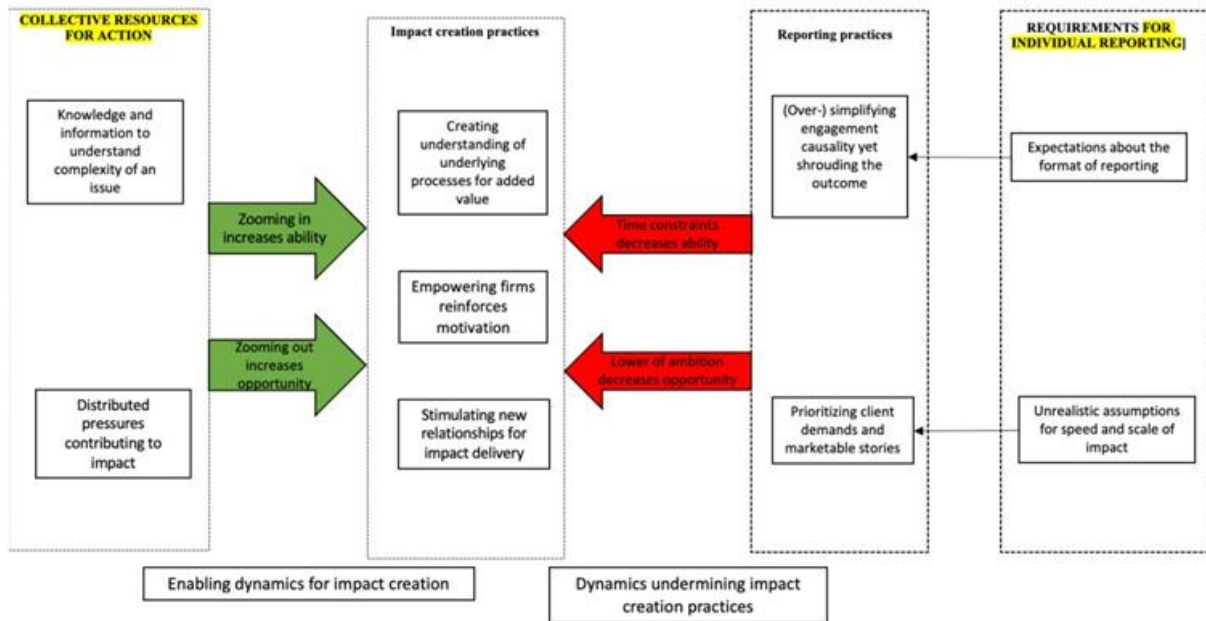 COLLECTIVE RESOURCES
FOR ACTION
Knowledge and
information to
understand
complexity of an
issue
Distributed
pressures
contributing to
impact
Zooming in
increases ability
Zooming out
increases
opportunity
Impact creation practices
Creating
understanding of
underlying
processes for added
value
Empowering firms
reinforces
motivation
Stimulating new
relationships for
impact delivery
Time constraints
decreases ability
Lower of ambition
decreases opportunity
Reporting practices
(Over-) simplifying
engagement
causality yet
shrouding the
outcome
Prioritizing client
demands and
marketable stories
REQUIREMENTS FOR
INDIVIDUAL REPORTING|
Expectations about the
format of reporting
Unrealistic assumptions
for speed and scale of
impact
Enabling dynamics for impact creation
Dynamics undermining impact
creation practices